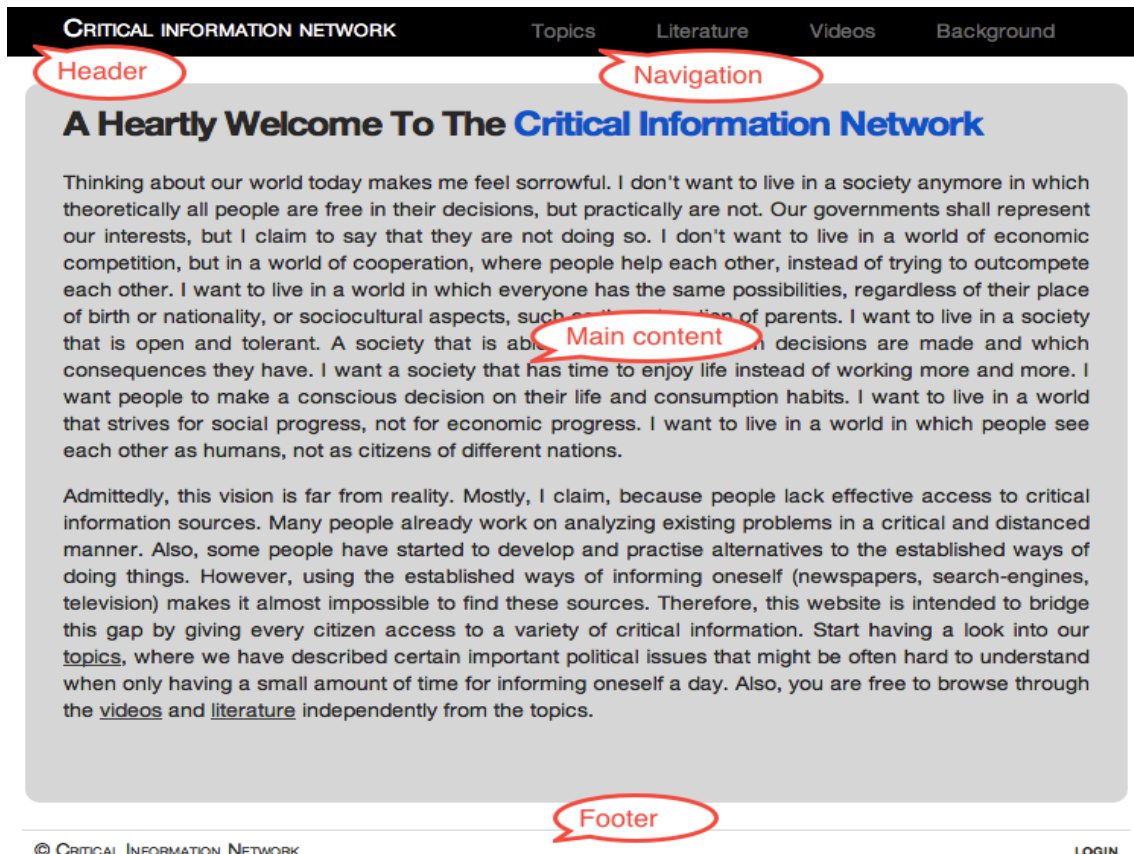 CRITICAL INFORMATION NETWORK Topics Literature Videos Background
Header
Navigation
A Heartly Welcome To The Critical Information Network
Thinking about our world today makes me feel sorrowful. I don't want to live in a society anymore in which
theoretically all people are free in their decisions, but practically are not. Our governments shall represent
our interests, but I claim to say that they are not doing so. I don't want to live in a world of economic
competition, but in a world of cooperation, where people help each other, instead of trying to outcompete
each other. I want to live in a world in which everyone has the same possibilities, regardless of their place
of birth or nationality, or sociocultural aspects, such of parents. I want to live in a society
Main content
that is open and tolerant. A society that is decisions are made and which
consequences they have. I want a society that has time to enjoy life instead of working more and more. I
want people to make a conscious decision on their life and consumption habits. I want to live in a world
that strives for social progress, not for economic progress. I want to live in a world in which people see
each other as humans, not as citizens of different nations.
Admittedly, this vision is far from reality. Mostly, I claim, because people lack effective access to critical
information sources. Many people already work on analyzing existing problems in a critical and distanced
manner. Also, some people have started to develop and practise alternatives to the established ways of
doing things. However, using the established ways of informing oneself (newspapers, search-engines,
television) makes it almost impossible to find these sources. Therefore, this website is intended to bridge
this gap by giving every citizen access to a variety of critical information. Start having a look into our
topics, where we have described certain important political issues that might be often hard to understand
when only having a small amount of time for informing oneself a day. Also, you are free to browse through
the videos and literature independently from the topics.
Footer
© CRITICAL INFORMATION NETWORK LOGIN